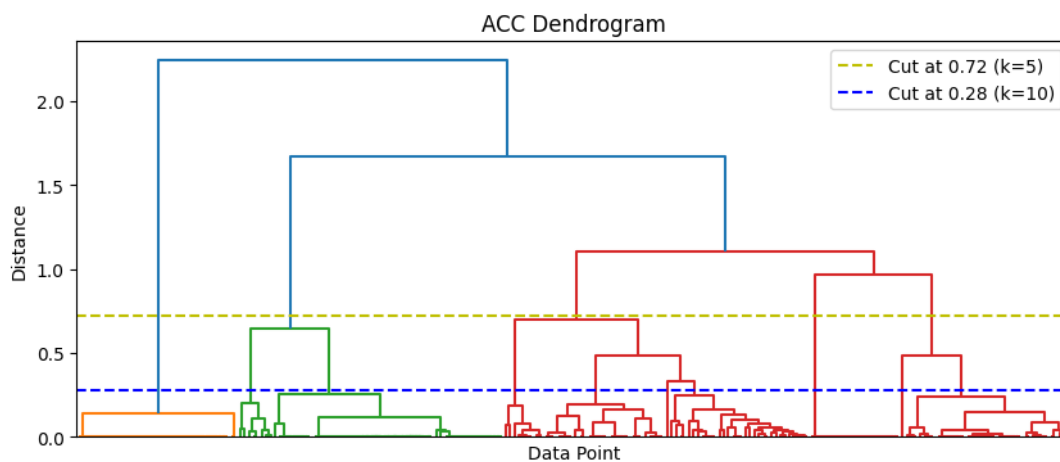 ACC Dendrogram
Cut at 0.72 (k=5)
Cut at 0.28 (k=10)
Distance
2.0
1.5
1.0
0.5
0.0
Data Point